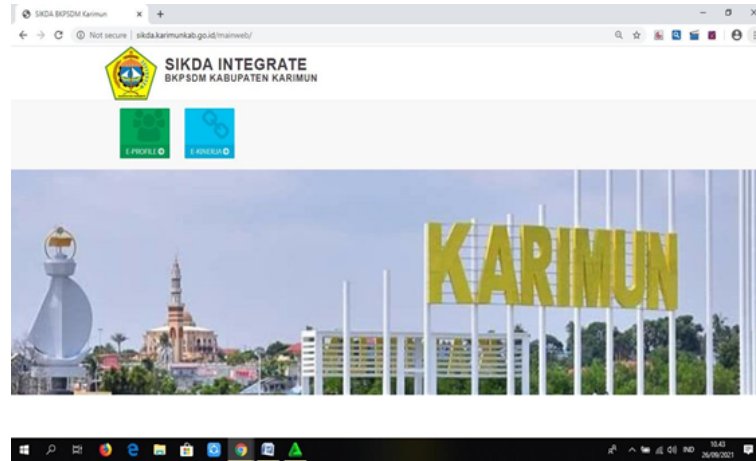 SIKDA BKPSDM Karimun
Not secure | sikda.karimunkab.go.id/mainweb/
SIKDA INTEGRATE
BKPSDM KABUPATEN KARIMUN
E-PROFILE
E-KINERJA
KARIMUN
IND
10.43
26/09/2021